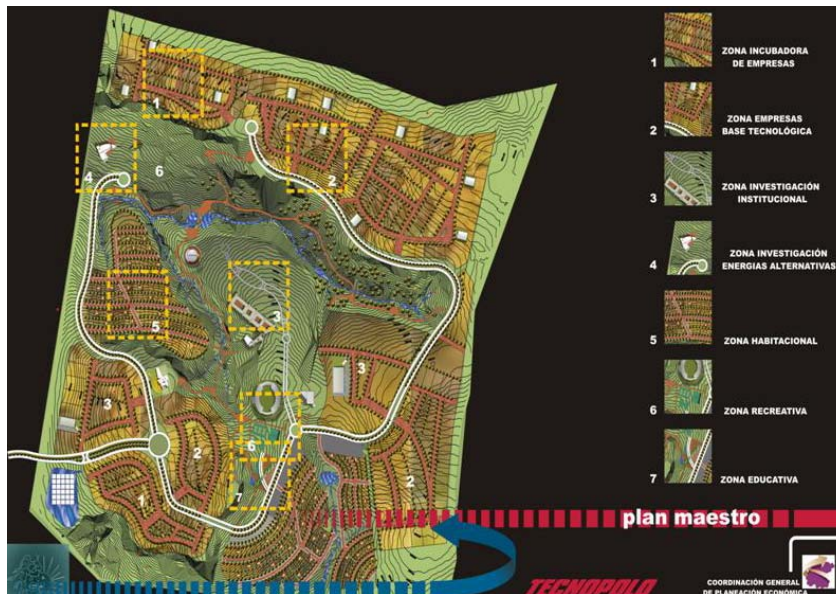 1
ZONA INCUBADORA
DE EMPRESAS
2
ZONA EMPRESAS
BASE TECNOLÓGICA
3
ZONA INVESTIGACIÓN
INSTITUCIONAL
4
ZONA INVESTIGACIÓN
ENERGIAS ALTERNATIVAS
5
ZONA HABITACIONAL
6
ZONA RECREATIVA
7
ZONA EDUCATIVA
1
2
4
6
3
5
3
3
6
2
7
1
2
plan maestro
TECNOPOLO
COORDINACIÓN GENERAL
DE PLANEACIÓN ECONÓMICA